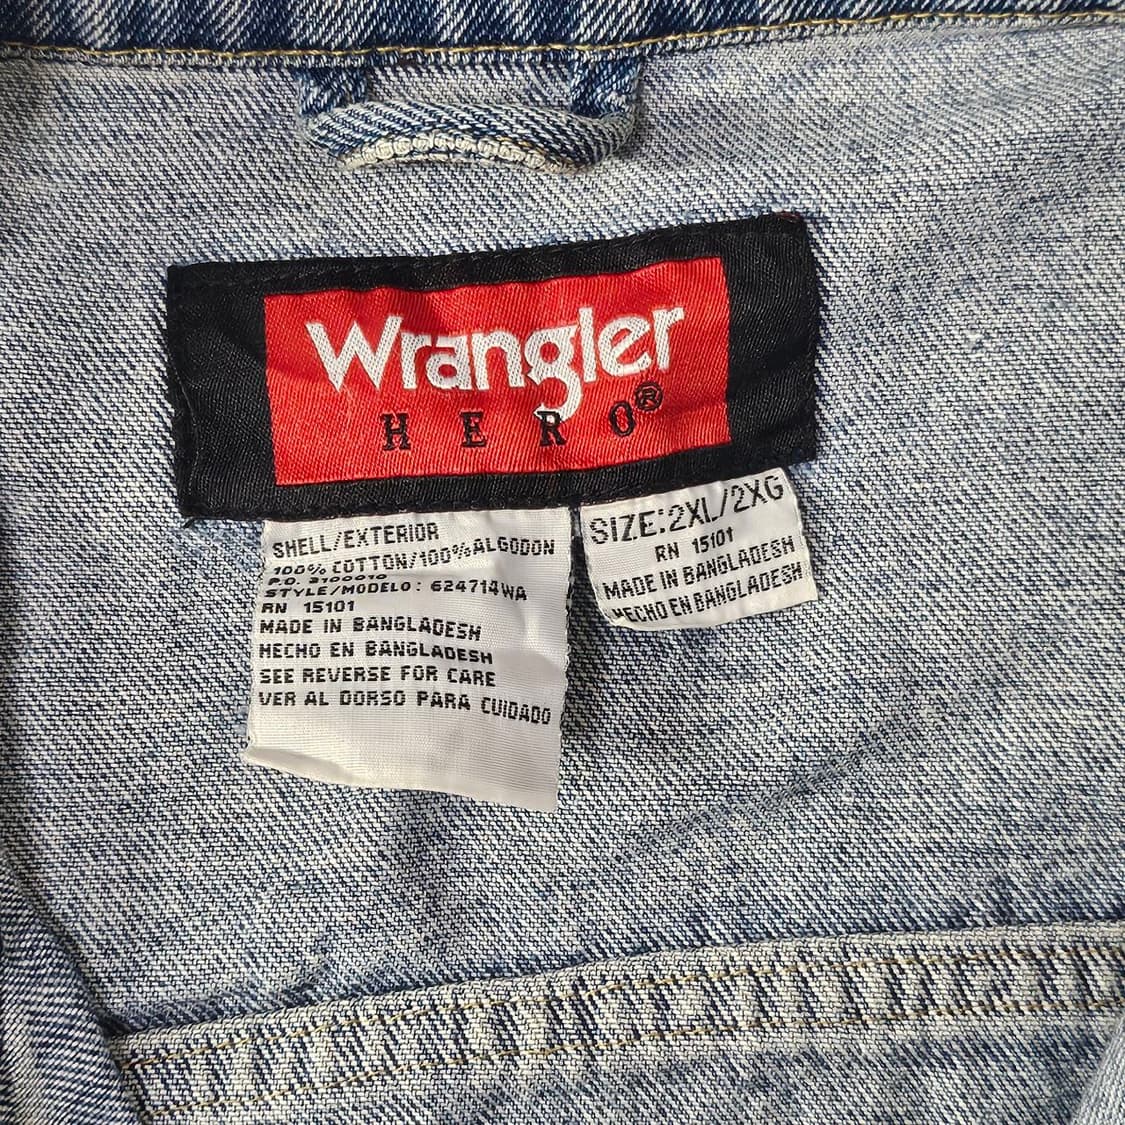 Wrangler
HERO®
SHELL/EXTERIOR
100% COTTON/100%ALGODON
P.O. 3100010
STYLE/MODELO: 624714WA
RN 15101
MADE IN BANGLADESH
HECHO EN BANGLADESH
SEE REVERSE FOR CARE
VER AL DORSO PARA CUIDADO
SIZE:2XL/2XG
RN 15101
MADE IN BANGLADESH
HECHO EN BANGLADESH